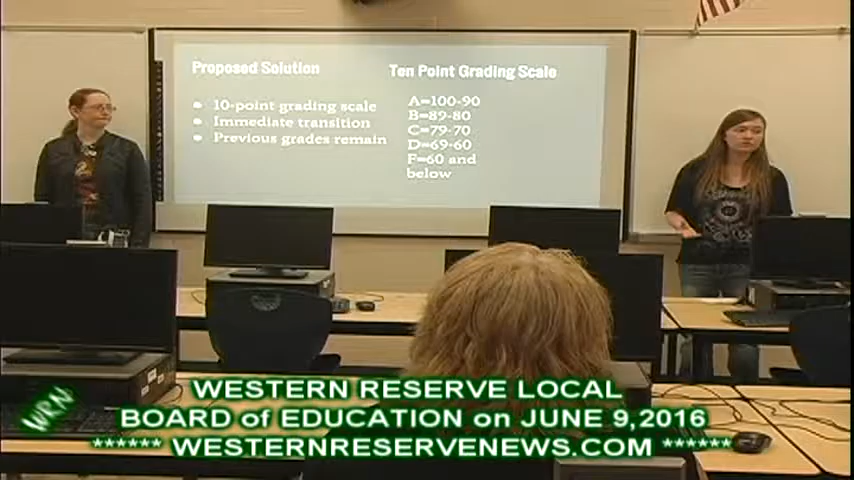 Proposed Solution
10-point grading scale
Immediate transition
Previous grades remain
Ten Point Grading Scale
A=100-90
B=89-80
C=79-70
D=69-60
F=60 and
below
WRN
WESTERN RESERVE LOCAL
BOARD of EDUCATION on JUNE 9,2016
****** WESTERNRESERVENEWS.COM ******